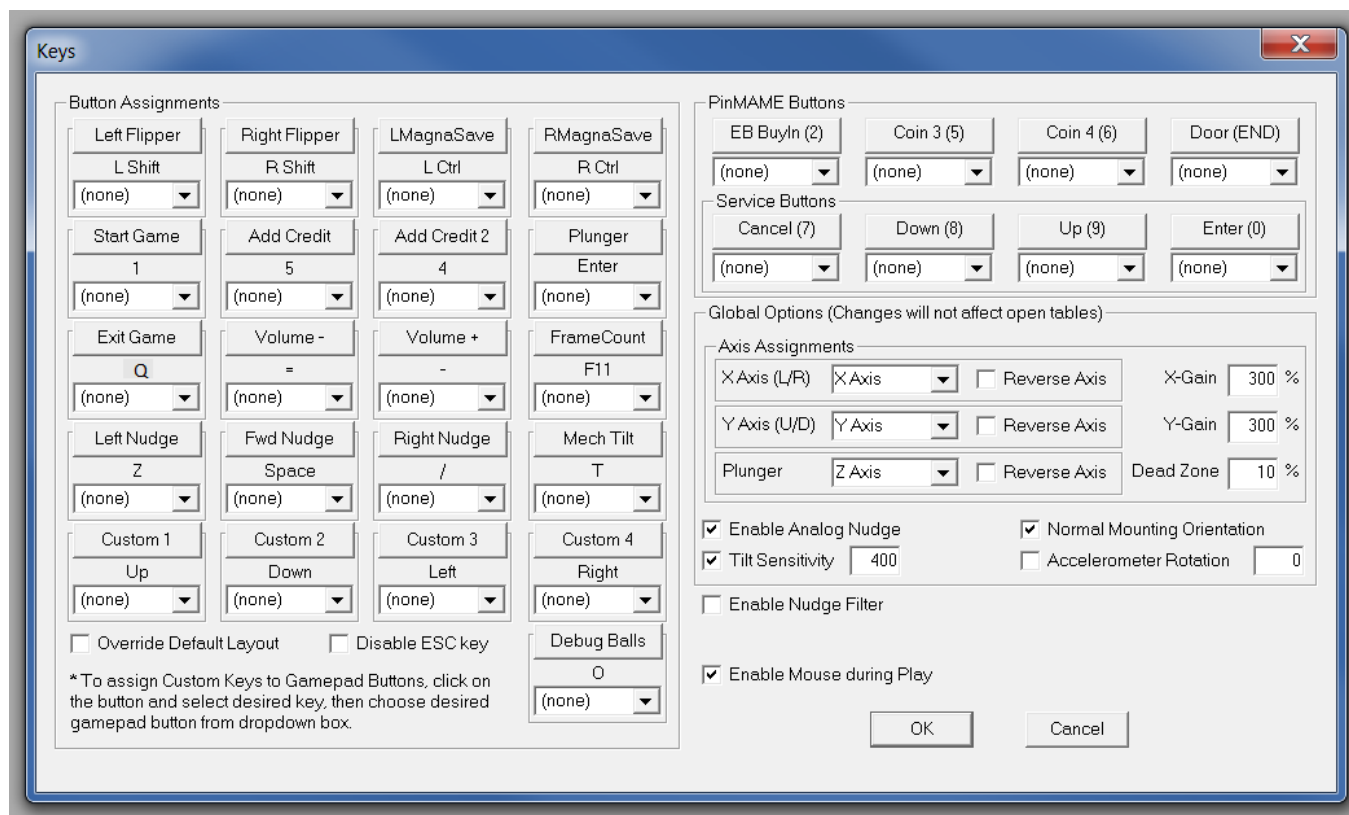 Keys
X
Button Assignments
Left Flipper Right Flipper LMagnaSave RMagnaSave
L Shift R Shift L Ctrl R Ctrl
(none) (none) (none) (none)
Start Game Add Credit Add Credit 2 Plunger
1 5 4 Enter
(none) (none) (none) (none)
Exit Game Volume - Volume + FrameCount
Q = - F11
(none) (none) (none) (none)
Left Nudge Fwd Nudge Right Nudge Mech Tilt
Z Space / T
(none) (none) (none) (none)
Custom 1 Custom 2 Custom 3 Custom 4
Up Down Left Right
(none) (none) (none) (none)
Override Default Layout Disable ESC key Debug Balls
O
(none)
* To assign Custom Keys to Gamepad Buttons, click on
the button and select desired key, then choose desired
gamepad button from dropdown box.
PinMAME Buttons
EB BuyIn (2) Coin 3 (5) Coin 4 (6) Door (END)
(none) (none) (none) (none)
Service Buttons
Cancel (7) Down (8) Up (9) Enter (0)
(none) (none) (none) (none)
Global Options (Changes will not affect open tables)
Axis Assignments
X Axis (L/R) X Axis Reverse Axis X-Gain 300 %
Y Axis (U/D) Y Axis Reverse Axis Y-Gain 300 %
Plunger Z Axis Reverse Axis Dead Zone 10 %
Enable Analog Nudge Normal Mounting Orientation
Tilt Sensitivity 400 Accelerometer Rotation 0
Enable Nudge Filter
Enable Mouse during Play
OK Cancel